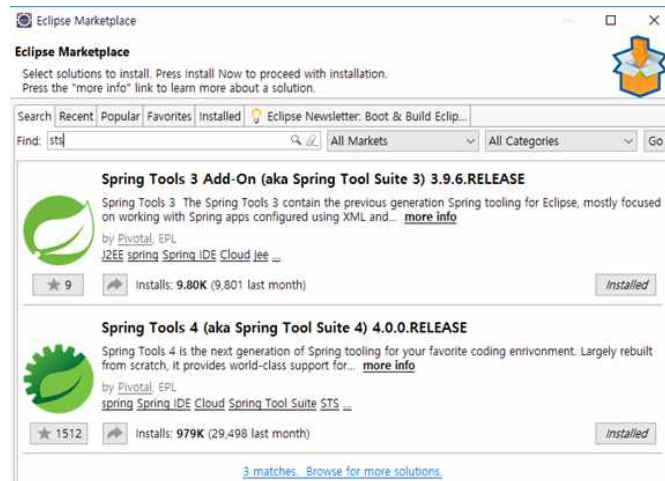 Eclipse Marketplace
Eclipse Marketplace
Select solutions to install. Press Install Now to proceed with installation.
Press the "more info" link to learn more about a solution.
Search Recent Popular Favorites Installed Eclipse Newsletter: Boot & Build Eclip...
Find: sts All Markets All Categories Go
Spring Tools 3 Add-On (aka Spring Tool Suite 3) 3.9.6.RELEASE
Spring Tools 3 The Spring Tools 3 contain the previous generation Spring tooling for Eclipse, mostly focused
on working with Spring apps configured using XML and... more info
by Pivotal, EPL
J2EE spring Spring IDE Cloud jee ...
9 Installs: 9.80K (9,801 last month) Installed
Spring Tools 4 (aka Spring Tool Suite 4) 4.0.0.RELEASE
Spring Tools 4 is the next generation of Spring tooling for your favorite coding enrivonment. Largely rebuilt
from scratch, it provides world-class support for... more info
by Pivotal, EPL
spring Spring IDE Cloud Spring Tool Suite STS ...
1512 Installs: 979K (29,498 last month) Installed
3 matches. Browse for more solutions.